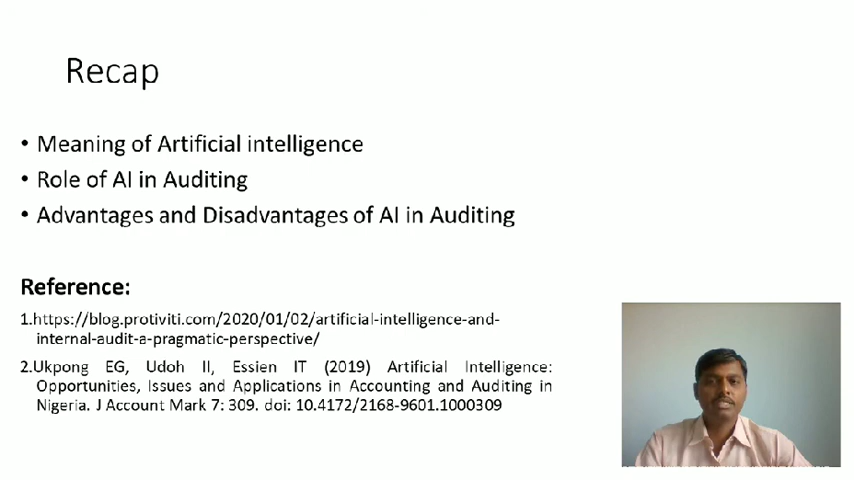 Recap
• Meaning of Artificial intelligence
• Role of AI in Auditing
• Advantages and Disadvantages of AI in Auditing
Reference:
1.https://blog.protiviti.com/2020/01/02/artificial-intelligence-and-
internal-audit-a-pragmatic-perspective/
2.Ukpong EG, Udoh II, Essien IT (2019) Artificial Intelligence:
Opportunities, Issues and Applications in Accounting and Auditing in
Nigeria. J Account Mark 7: 309. doi: 10.4172/2168-9601.1000309